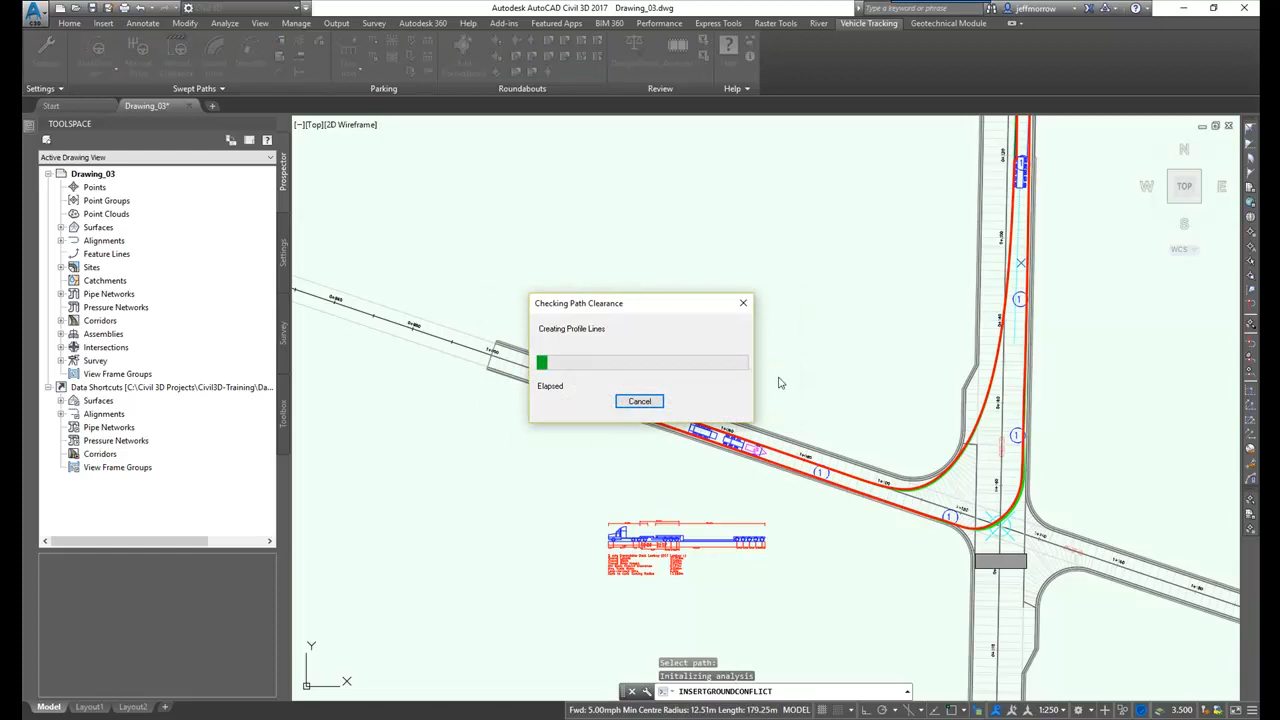 Autodesk AutoCAD Civil 3D 2017 Drawing_03.dwg
Type a keyword or phrase
jeffmorrow
C3D
Home Insert Annotate Modify Analyze View Manage Output Survey Autodesk 360 Help Add-ins Featured Apps BIM 360 Performance Express Tools Raster Tools River Vehicle Tracking Geotechnical Module
Settings Swept Paths Parking Roundabouts Review Help
Start Drawing_03*
TOOLSPACE
Active Drawing View
Drawing_03
Points
Point Groups
Point Clouds
Surfaces
Alignments
Feature Lines
Sites
Catchments
Pipe Networks
Pressure Networks
Corridors
Assemblies
Intersections
Survey
View Frame Groups
Data Shortcuts [C:\Civil 3D Projects\Civil3D-Training\Da...
Surfaces
Alignments
Pipe Networks
Pressure Networks
Corridors
View Frame Groups
Prospector
Settings
Survey
Toolbox
[−][Top][2D Wireframe]
N
W TOP E
S
WCS
Checking Path Clearance
Creating Profile Lines
Elapsed
Cancel
1
1
1
1
1
Y
X
Select path:
Initalizing analysis
INSERTGROUNDCONFLICT
Model Layout1 Layout2 +
Fwd: 5.00mph Min Centre Radius: 12.51m Length: 179.25m MODEL
1:250
3.500